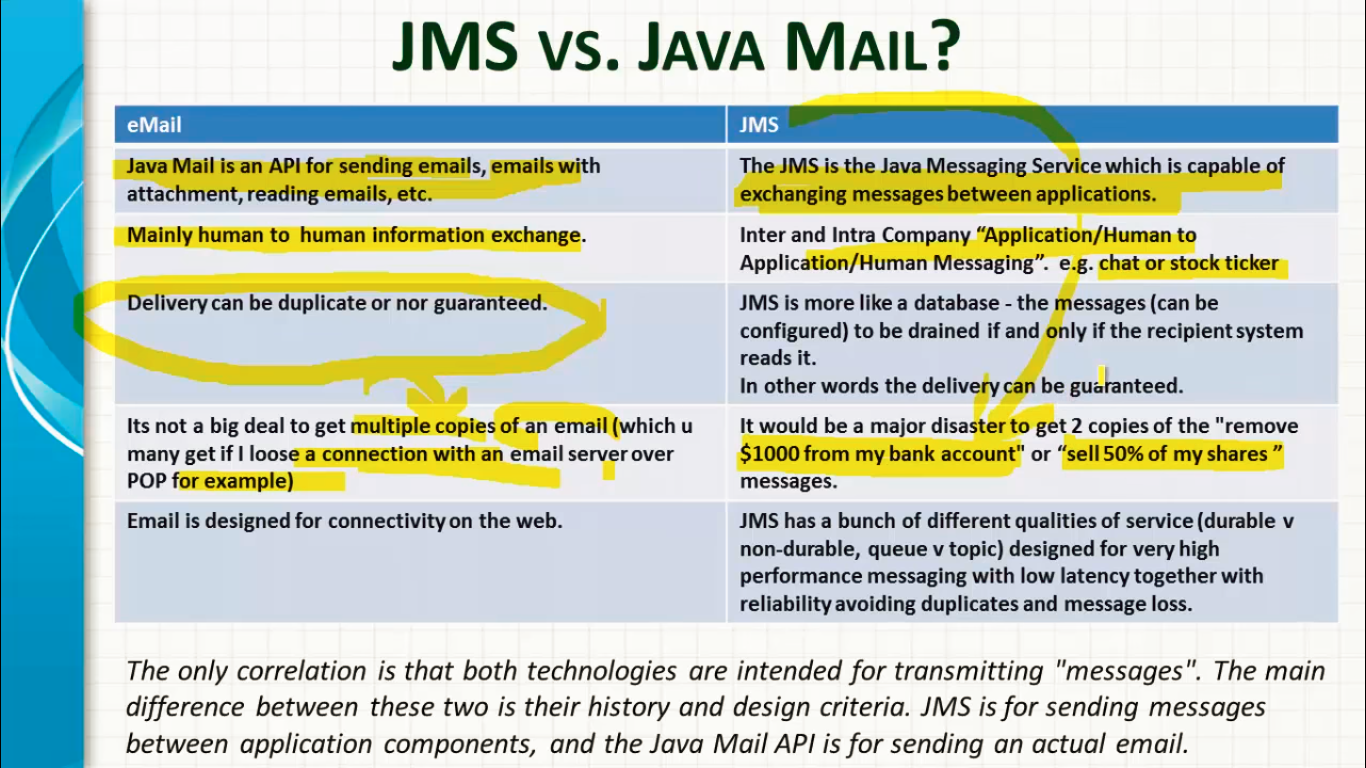 JMS vs. Java Mail?
eMail
JMS
Java Mail is an API for sending emails, emails with
attachment, reading emails, etc.
The JMS is the Java Messaging Service which is capable of
exchanging messages between applications.
Mainly human to human information exchange.
Inter and Intra Company “Application/Human to
Application/Human Messaging”. e.g. chat or stock ticker
Delivery can be duplicate or nor guaranteed.
JMS is more like a database - the messages (can be
configured) to be drained if and only if the recipient system
reads it.
In other words the delivery can be guaranteed.
Its not a big deal to get multiple copies of an email (which u
many get if I loose a connection with an email server over
POP for example)
It would be a major disaster to get 2 copies of the "remove
$1000 from my bank account" or “sell 50% of my shares ”
messages.
Email is designed for connectivity on the web.
JMS has a bunch of different qualities of service (durable v
non-durable, queue v topic) designed for very high
performance messaging with low latency together with
reliability avoiding duplicates and message loss.
The only correlation is that both technologies are intended for transmitting "messages". The main
difference between these two is their history and design criteria. JMS is for sending messages
between application components, and the Java Mail API is for sending an actual email.